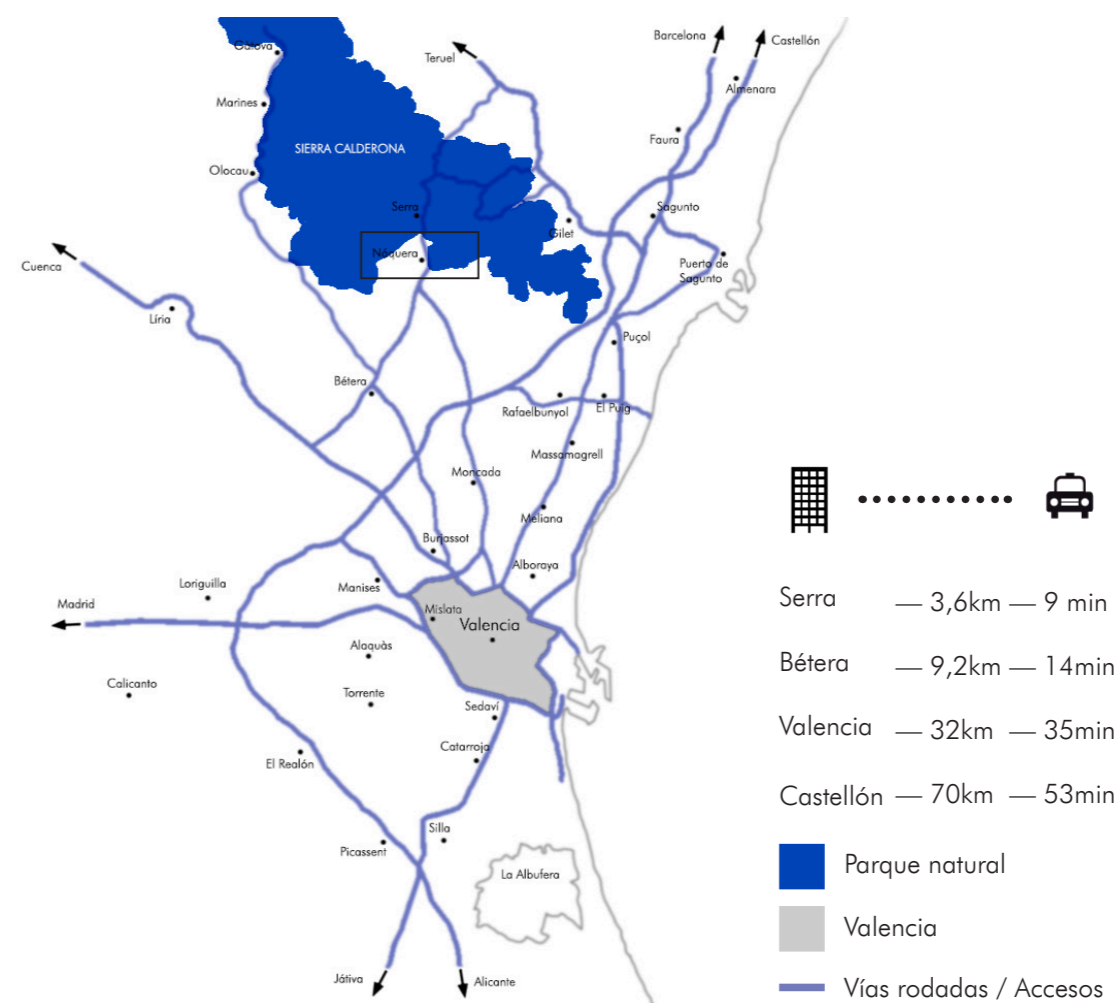 Barcelona
Castellón
Gátova
Teruel
Almenara
Marines
Faura
SIERRA CALDERONA
Olocau
Serra
Sagunto
Gilet
Nóquera
Puerto de
Sagunto
Cuenca
Líria
Puçol
Bétera
Rafaelbunyol
El Puig
Massamagrell
Moncada
Meliana
Burjassot
Alboraya
Loriguilla
Manises
Madrid
Mislata
Valencia
Alaquàs
Calicanto
Torrente
Sedaví
Catarroja
El Realón
Silla
Picassent
La Albufera
Játiva
Alicante
Serra — 3,6km — 9 min
Bétera — 9,2km — 14min
Valencia — 32km — 35min
Castellón — 70km — 53min
Parque natural
Valencia
Vías rodadas / Accesos